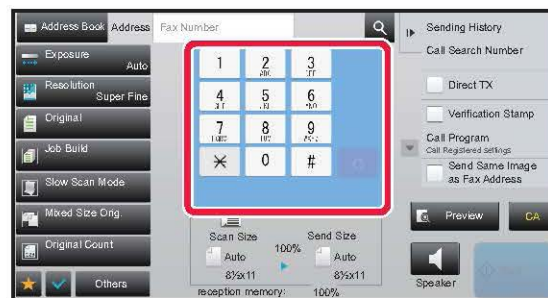 Address Book Address Fax Number
Exposure
Auto
Resolution
Super Fine
Original
Job Build
Slow Scan Mode
Mixed Size Orig.
Original Count
Others
1 2 3
4 5 6
7 8 9
* 0 #
Scan Size 100% Send Size
Auto Auto
8½x11 8½x11
reception memory: 100%
Sending History
Call Search Number
Direct TX
Verification Stamp
Call Program
Call Registered settings
Send Same Image
as Fax Address
Preview CA
Speaker